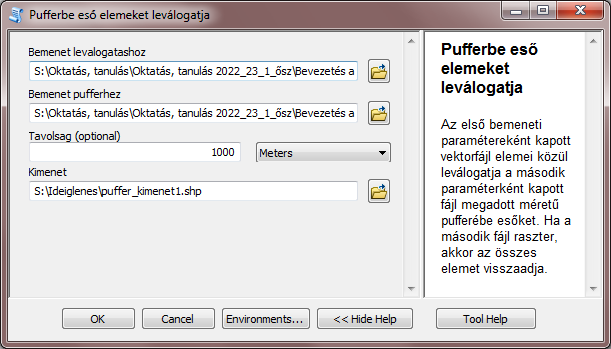 Pufferbe eső elemeket leválogatja
Bemenet levalogatashoz
S:\Oktatás, tanulás\Oktatás, tanulás 2022_23_1_ősz\Bevezetés a
Bemenet pufferhez
S:\Oktatás, tanulás\Oktatás, tanulás 2022_23_1_ősz\Bevezetés a
Tavolsag (optional)
1000 Meters
Kimenet
S:\Ideiglenes\puffer_kimenet1.shp
Pufferbe eső
elemeket
leválogatja
Az első bemeneti
paramétereként kapott
vektorfájl elemei közül
leválogatja a második
paraméterként kapott
fájl megadott méretű
pufferébe esőket. Ha a
második fájl raszter,
akkor az összes
elemet visszaadja.
OK Cancel Environments... << Hide Help Tool Help